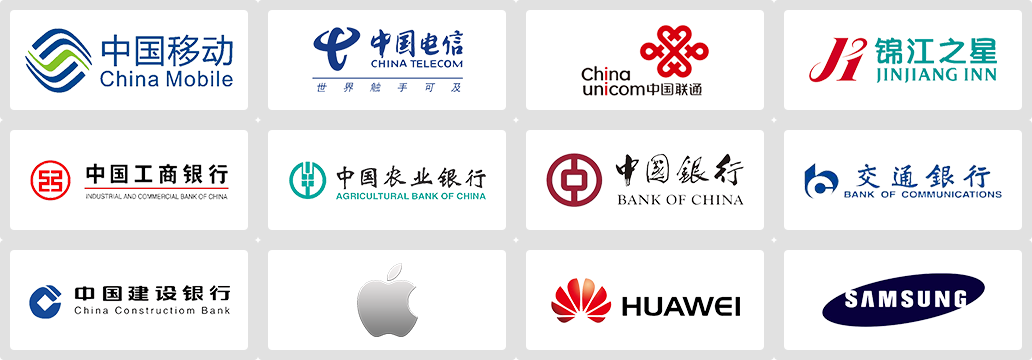 中国移动
China Mobile
中国电信
CHINA TELECOM
世界触手可及
China
unicom中国联通
锦江之星
JINJIANG INN
中国工商银行
INDUSTRIAL AND COMMERCIAL BANK OF CHINA
中国农业银行
AGRICULTURAL BANK OF CHINA
中国銀行
BANK OF CHINA
交通銀行
BANK OF COMMUNICATIONS
中国建设银行
China Constructiom Bank
HUAWEI
SAMSUNG